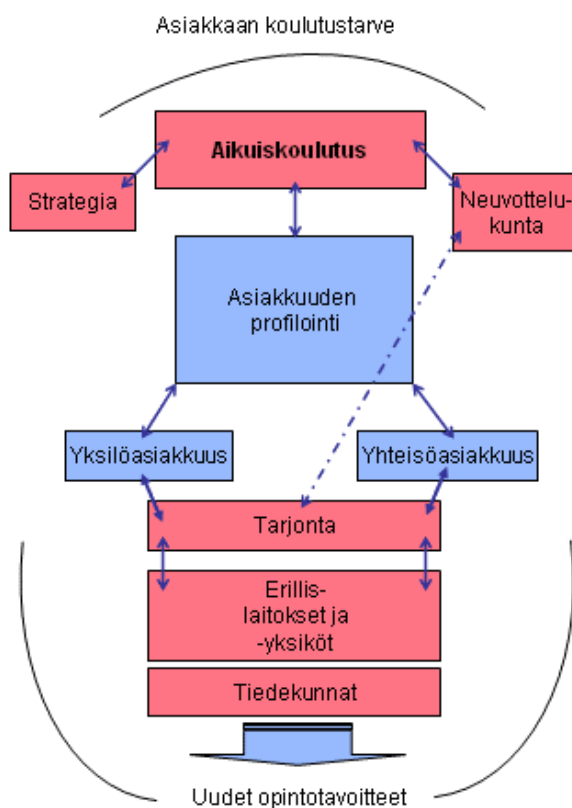 Asiakkaan koulutustarve
Aikuiskoulutus
Strategia
Neuvottelu-
kunta
Asiakkuuden
profilointi
Yksilöasiakkuus
Yhteisöasiakkuus
Tarjonta
Erillis-
laitokset ja
-yksiköt
Tiedekunnat
Uudet opintotavoitteet